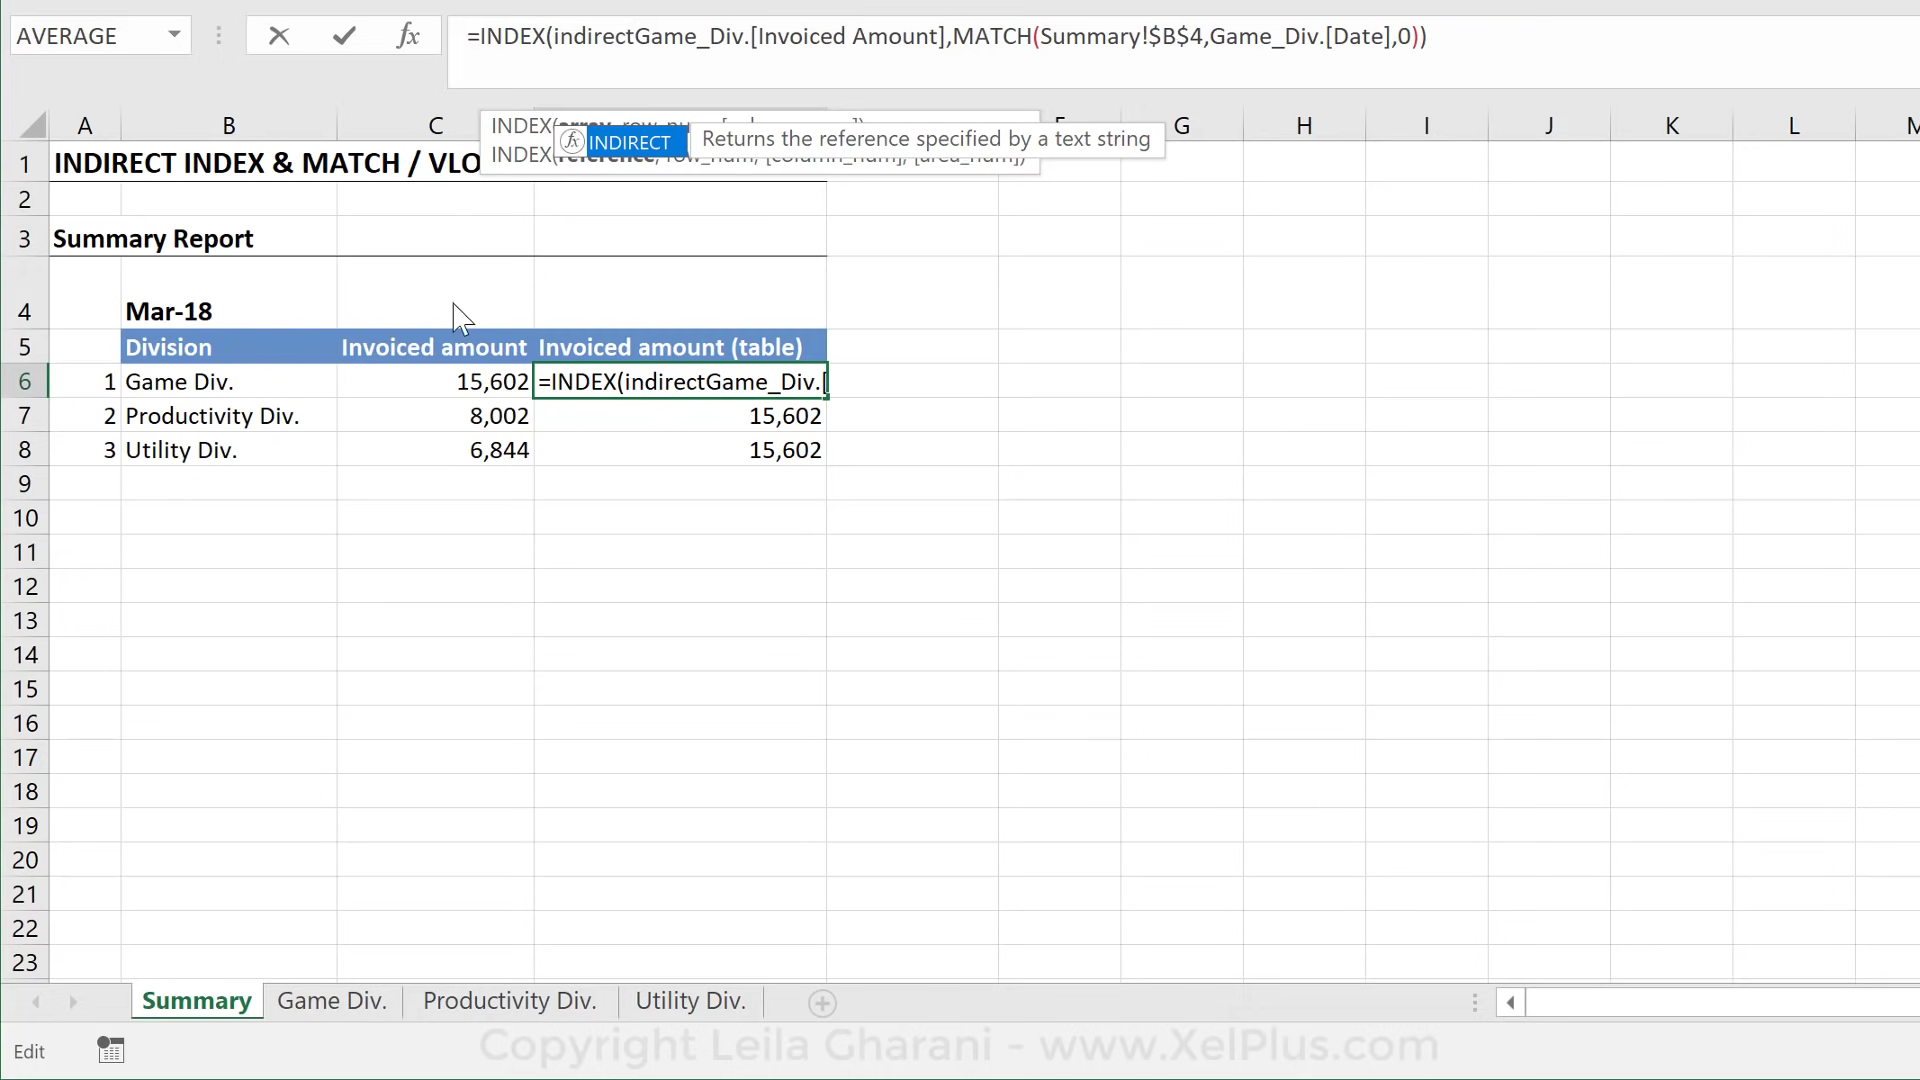 AVERAGE
fx
=INDEX(indirectGame_Div.[Invoiced Amount],MATCH(Summary!$B$4,Game_Div.[Date],0))
A B C G H I J K L
INDEX(
INDIRECT
Returns the reference specified by a text string
INDEX(reference, row_num, [column_num], [area_num])
1 INDIRECT INDEX & MATCH / VLO
2
3 Summary Report
4 Mar-18
5 Division Invoiced amount Invoiced amount (table)
6 1 Game Div. 15,602 =INDEX(indirectGame_Div.[
7 2 Productivity Div. 8,002 15,602
8 3 Utility Div. 6,844 15,602
9
10
11
12
13
14
15
16
17
18
19
20
21
22
23
Summary Game Div. Productivity Div. Utility Div.
Edit
Copyright Leila Gharani - www.XelPlus.com